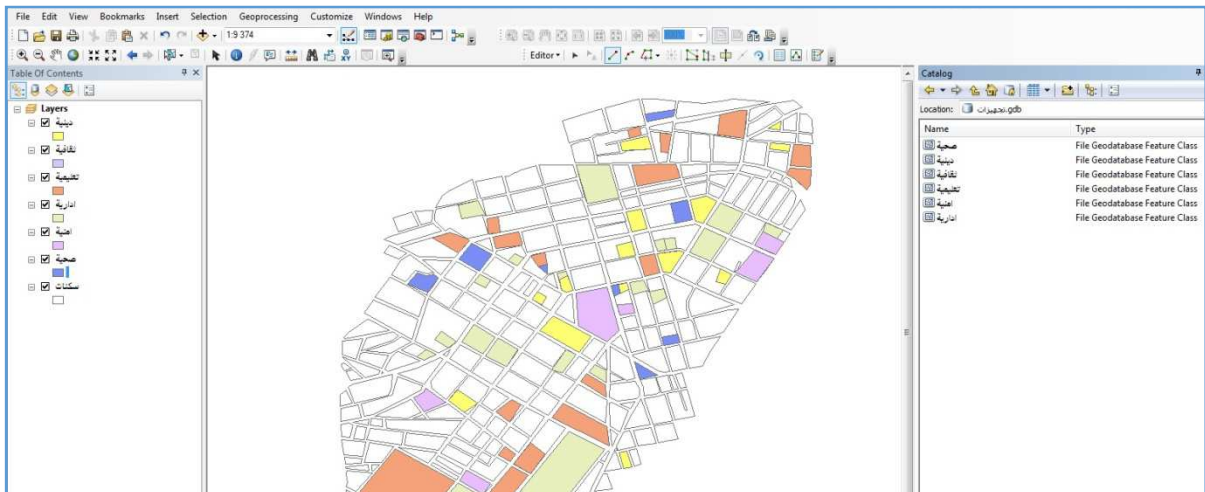 File Edit View Bookmarks Insert Selection Geoprocessing Customize Windows Help
1:9 374
Editor
Table Of Contents
Layers
دينية
ثقافية
تعليمية
ادارية
امنية
صحية
سكنات
Catalog
Location: تجهيزات.gdb
Name Type
صحية File Geodatabase Feature Class
دينية File Geodatabase Feature Class
ثقافية File Geodatabase Feature Class
تعليمية File Geodatabase Feature Class
امنية File Geodatabase Feature Class
ادارية File Geodatabase Feature Class